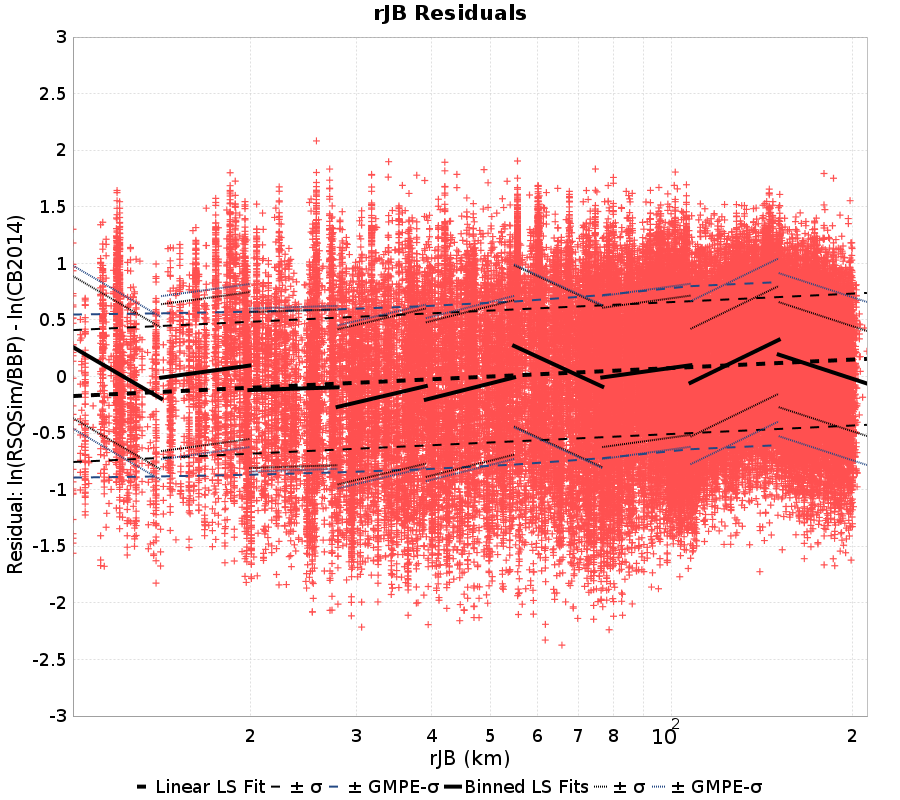 rJB Residuals
Residual: ln(RSQSim/BBP) - ln(CB2014)
3
2.5
2
1.5
1
0.5
0
-0.5
-1
-1.5
-2
-2.5
-3
2 3 4 5 6 7 8 10² 2
rJB (km)
Linear LS Fit ± σ ± GMPE-σ Binned LS Fits ± σ ± GMPE-σ